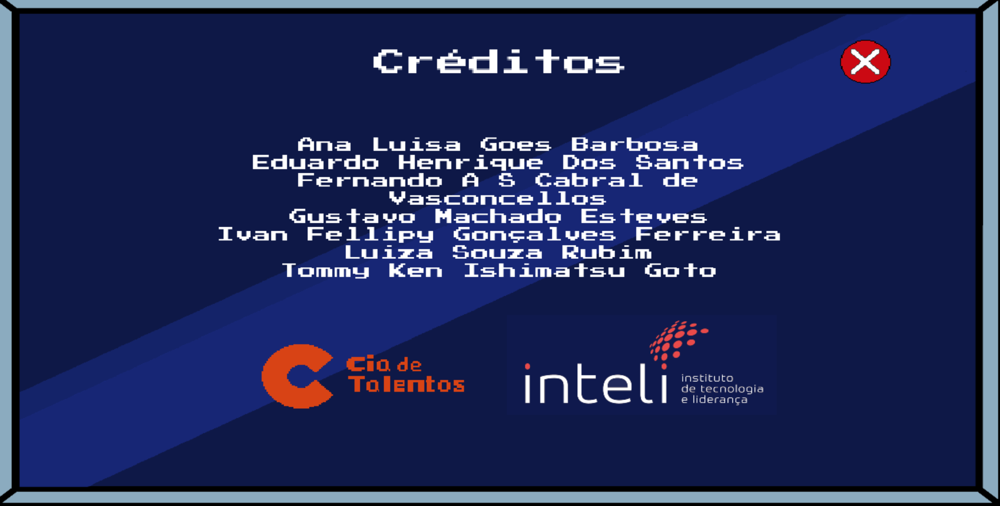 Créditos
Ana Luisa Goes Barbosa
Eduardo Henrique Dos Santos
Fernando A S Cabral de
Vasconcellos
Gustavo Machado Esteves
Ivan Fellipy Gonçalves Ferreira
Luiza Souza Rubim
Tommy Ken Ishimatsu Goto
Cia de
Talentos
inteli
instituto
de tecnologia
e liderança